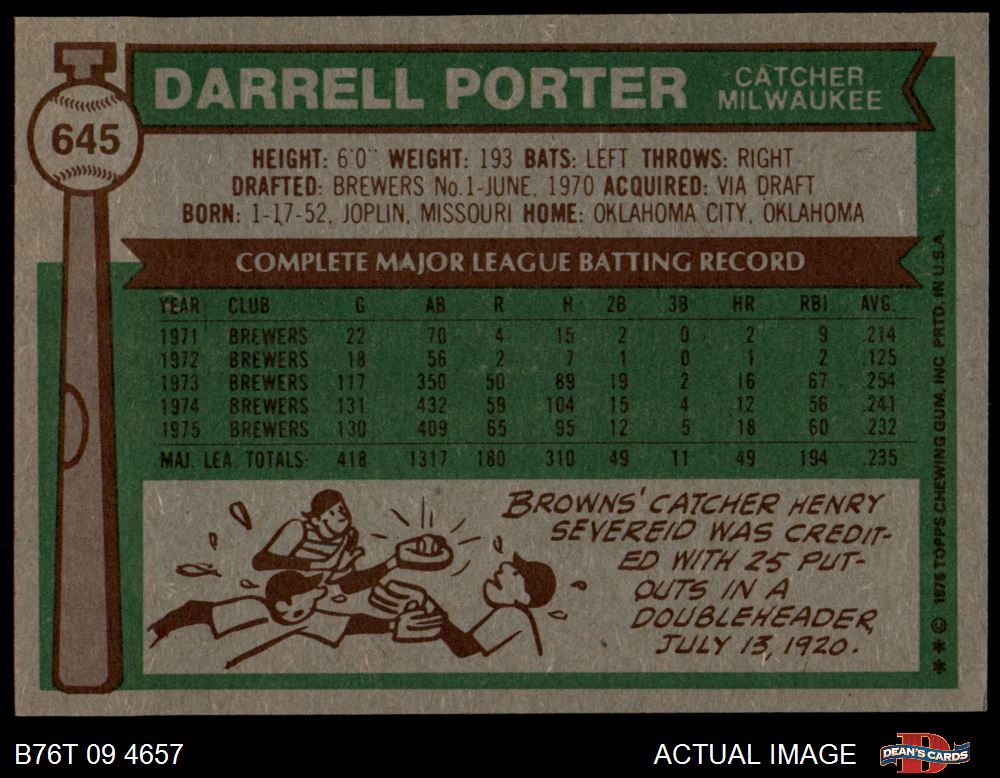 645
DARRELL PORTER
CATCHER
MILWAUKEE
HEIGHT: 6'0" WEIGHT: 193 BATS: LEFT THROWS: RIGHT
DRAFTED: BREWERS No. 1-JUNE, 1970 ACQUIRED: VIA DRAFT
BORN: 1-17-52, JOPLIN, MISSOURI HOME: OKLAHOMA CITY, OKLAHOMA
COMPLETE MAJOR LEAGUE BATTING RECORD
YEAR CLUB G AB R H 2B 3B HR RBI AVG.
1971 BREWERS 22 70 4 15 2 0 2 9 .214
1972 BREWERS 18 56 2 7 1 0 1 2 .125
1973 BREWERS 117 350 50 89 19 2 16 67 .254
1974 BREWERS 131 432 59 104 15 4 12 56 .241
1975 BREWERS 130 409 65 95 12 5 18 60 .232
MAJ. LEA. TOTALS: 418 1317 180 310 49 11 49 194 .235
BROWNS' CATCHER HENRY
SEVEREID WAS CREDIT-
ED WITH 25 PUT-
OUTS IN A
DOUBLEHEADER,
JULY 13, 1920.
** © 1976 TOPPS CHEWING GUM, INC. PRTD. IN U.S.A.
B76T 09 4657
ACTUAL IMAGE
DEAN'S CARDS